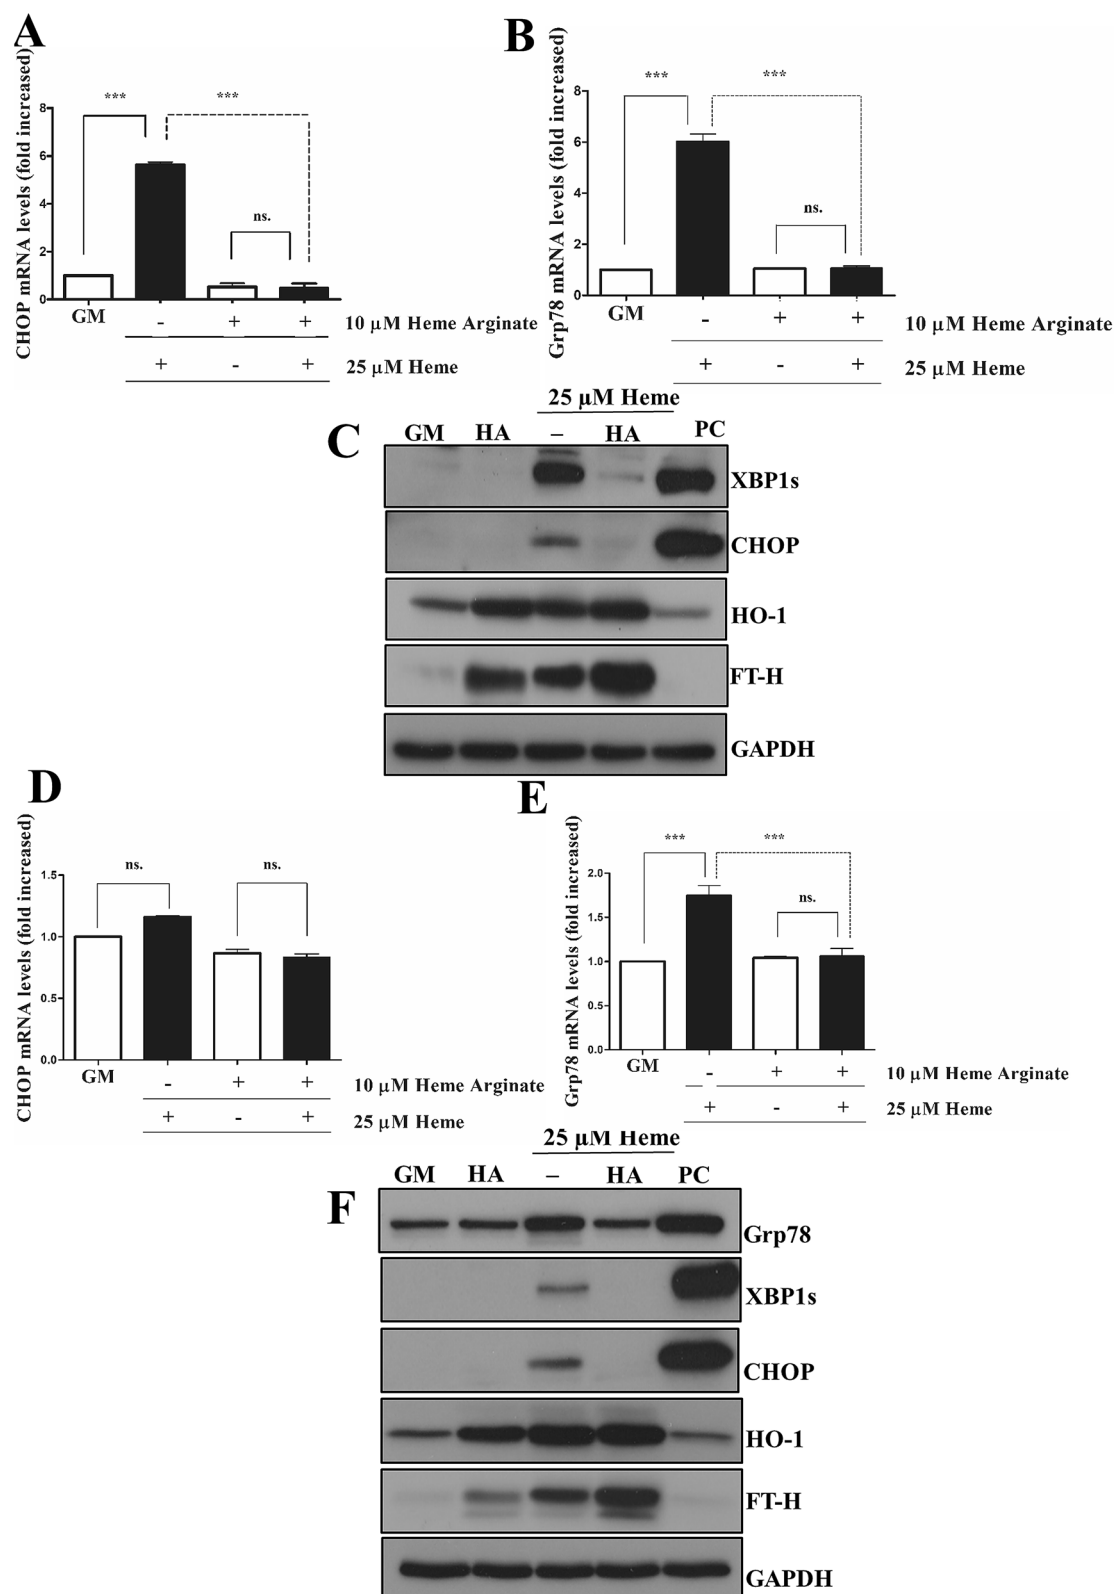 A
B
CHOP mRNA levels (fold increased)
***
***
8
6
4
2
0
ns.
GM
- + + 10 µM Heme Arginate
+ - + 25 µM Heme
Grp78 mRNA levels (fold increased)
***
***
8
6
4
2
0
ns.
GM
- + + 10 µM Heme Arginate
+ - + 25 µM Heme
C
25 µM Heme
GM HA – HA PC
XBP1s
CHOP
HO-1
FT-H
GAPDH
D
E
CHOP mRNA levels (fold increased)
ns.
ns.
1.5
1.0
0.5
0.0
GM
- + + 10 µM Heme Arginate
+ - + 25 µM Heme
Grp78 mRNA levels (fold increased)
***
***
2.0
1.5
1.0
0.5
0.0
ns.
GM
- + + 10 µM Heme Arginate
+ - + 25 µM Heme
F
25 µM Heme
GM HA – HA PC
Grp78
XBP1s
CHOP
HO-1
FT-H
GAPDH